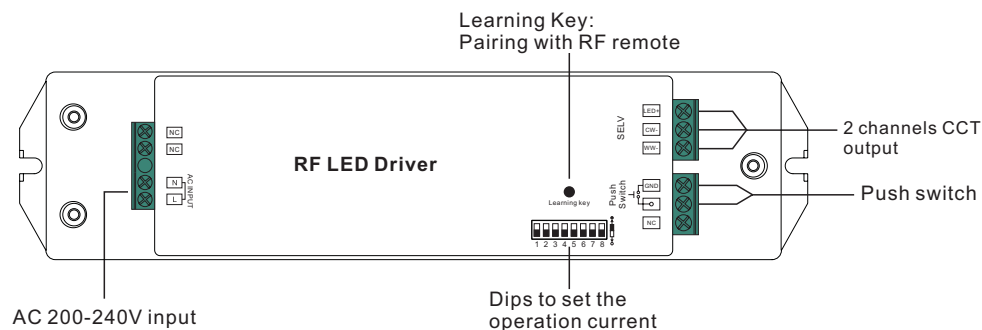 Learning Key:
Pairing with RF remote
NC
NC
N
L
AC INPUT
RF LED Driver
Learning key
1 2 3 4 5 6 7 8
SELV
LED+
CW-
WW-
Push
Switch
GND
NC
2 channels CCT
output
Push switch
AC 200-240V input
Dips to set the
operation current